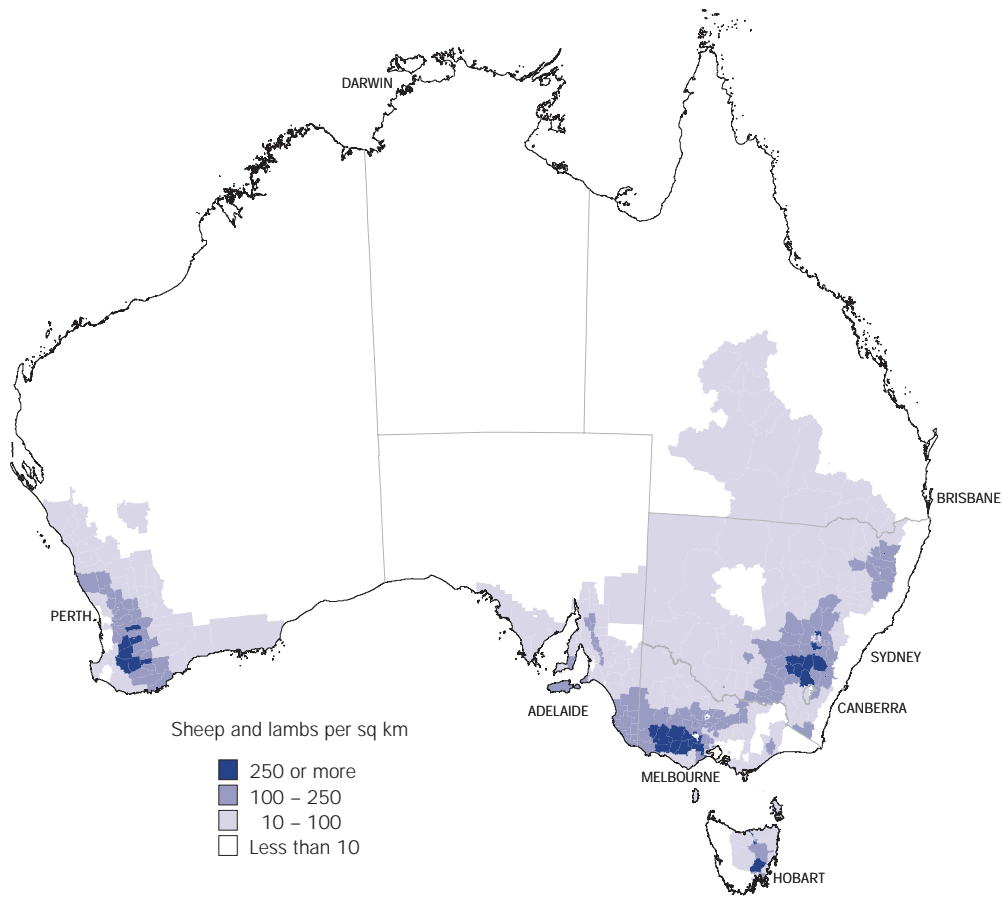 DARWIN
BRISBANE
PERTH
SYDNEY
ADELAIDE
CANBERRA
Sheep and lambs per sq km
250 or more
MELBOURNE
100 – 250
10 – 100
Less than 10
HOBART